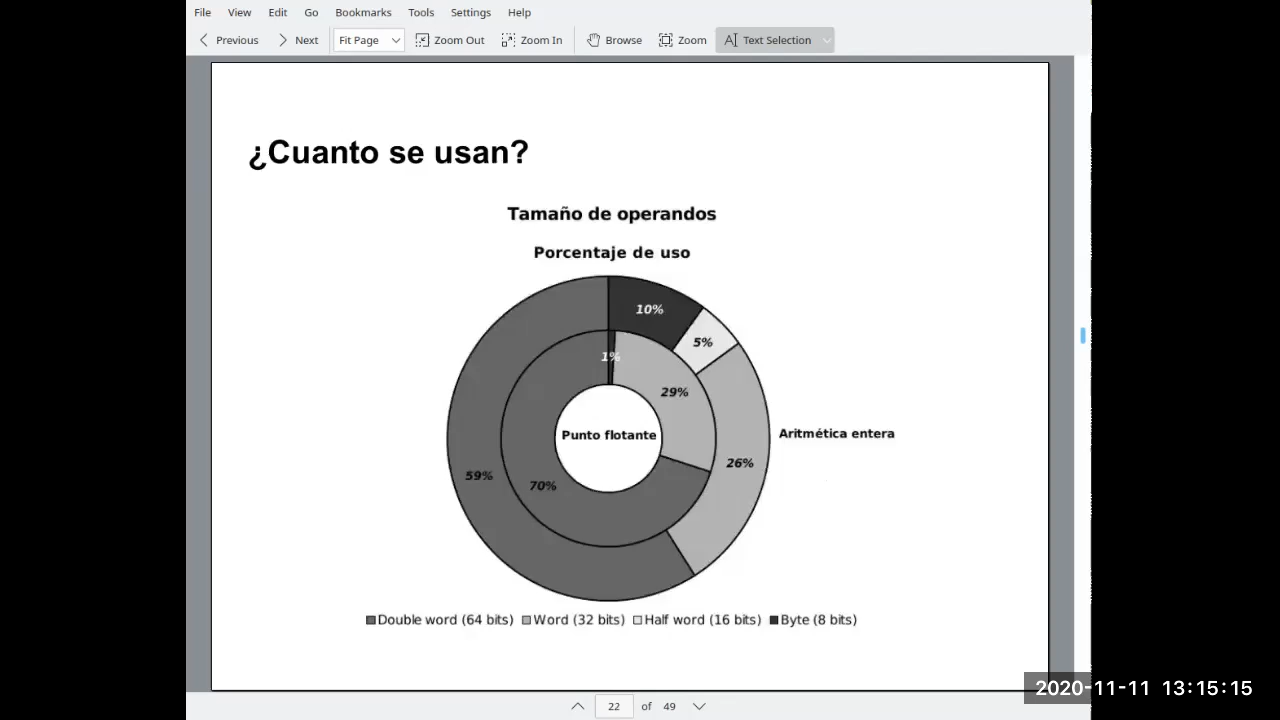 File View Edit Go Bookmarks Tools Settings Help
Previous Next Fit Page Zoom Out Zoom In Browse Zoom Text Selection
¿Cuanto se usan?
Tamaño de operandos
Porcentaje de uso
10%
5%
1%
29%
Punto flotante
Aritmética entera
26%
59%
70%
Double word (64 bits) Word (32 bits) Half word (16 bits) Byte (8 bits)
2020-11-11 13:15:15
22 of 49